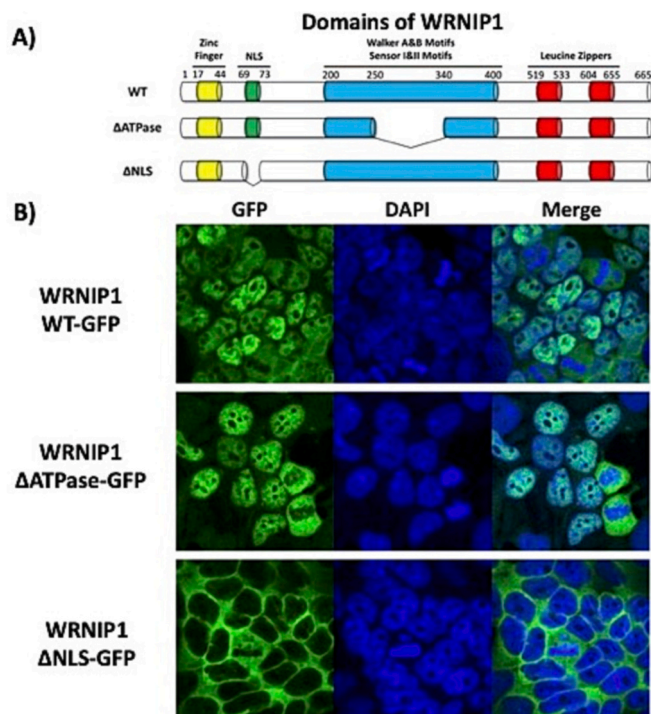 Domains of WRNIP1
A)
Zinc Finger
NLS
Walker A&B Motifs
Sensor I&II Motifs
Leucine Zippers
1 17 44 69 73 200 250 340 400 519 533 604 655 665
WT
ΔATPase
ΔNLS
B)
GFP DAPI Merge
WRNIP1
WT-GFP
WRNIP1
ΔATPase-GFP
WRNIP1
ΔNLS-GFP